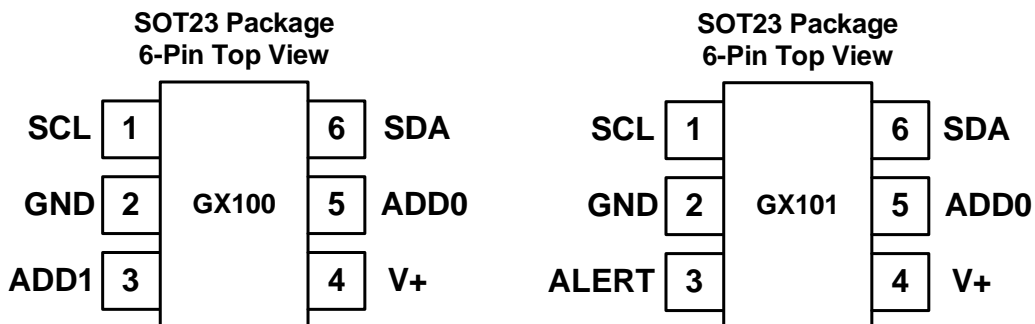 SOT23 Package
6-Pin Top View
SCL 1 6 SDA
GND 2 GX100 5 ADD0
ADD1 3 4 V+
SOT23 Package
6-Pin Top View
SCL 1 6 SDA
GND 2 GX101 5 ADD0
ALERT 3 4 V+